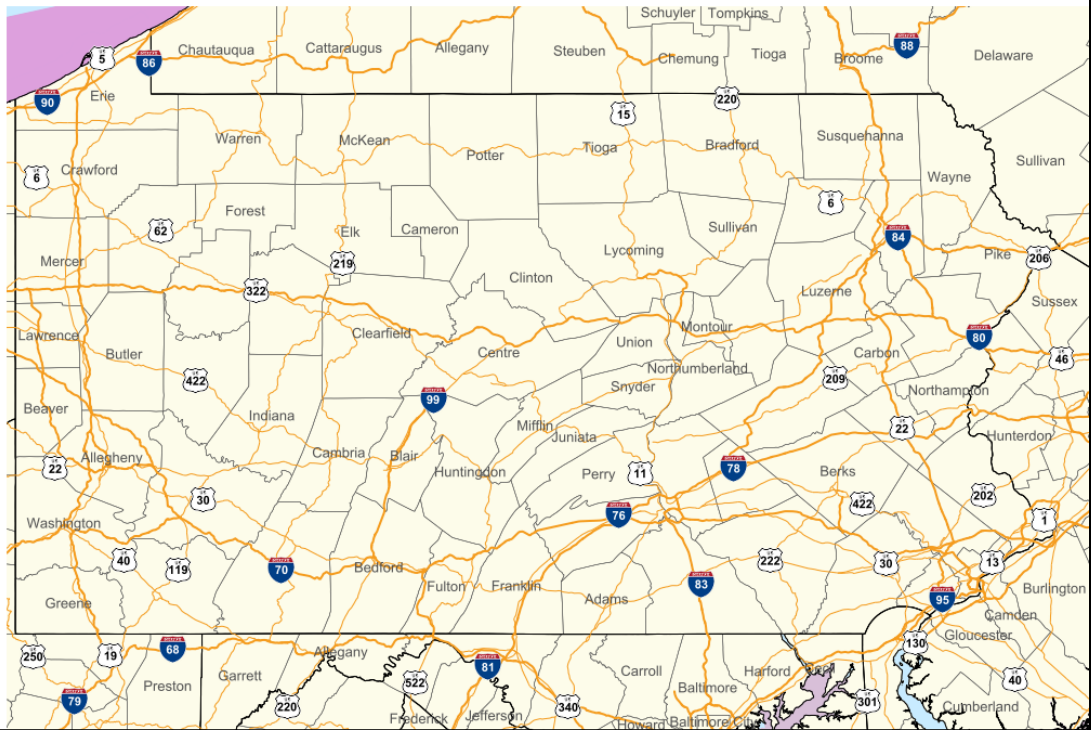 Schuyler Tompkins
5
86
Chautauqua
Cattaraugus
Allegany
Steuben
Chemung
Tioga
Broome
88
Delaware
90
Erie
15
220
Warren
McKean
Potter
Tioga
Bradford
Susquehanna
Sullivan
6
Crawford
Wayne
62
Forest
Elk
Cameron
Sullivan
6
84
Mercer
219
322
Clinton
Lycoming
Luzerne
Pike
206
Sussex
Lawrence
Butler
Clearfield
Centre
Union
Montour
Carbon
80
46
422
99
Snyder
Northumberland
209
Northampton
Beaver
Indiana
Mifflin
Juniata
22
Hunterdon
22
Allegheny
Cambria
Blair
Huntingdon
Perry
11
78
Berks
30
76
422
202
1
Washington
40
119
70
Bedford
Fulton
Franklin
Adams
83
222
30
13
95
Burlington
Greene
Camden
Gloucester
250
19
68
Allegany
81
Carroll
Harford
Cecil
130
79
Preston
Garrett
220
522
Frederick
Jefferson
340
Howard
Baltimore
Baltimore City
301
40
Cumberland